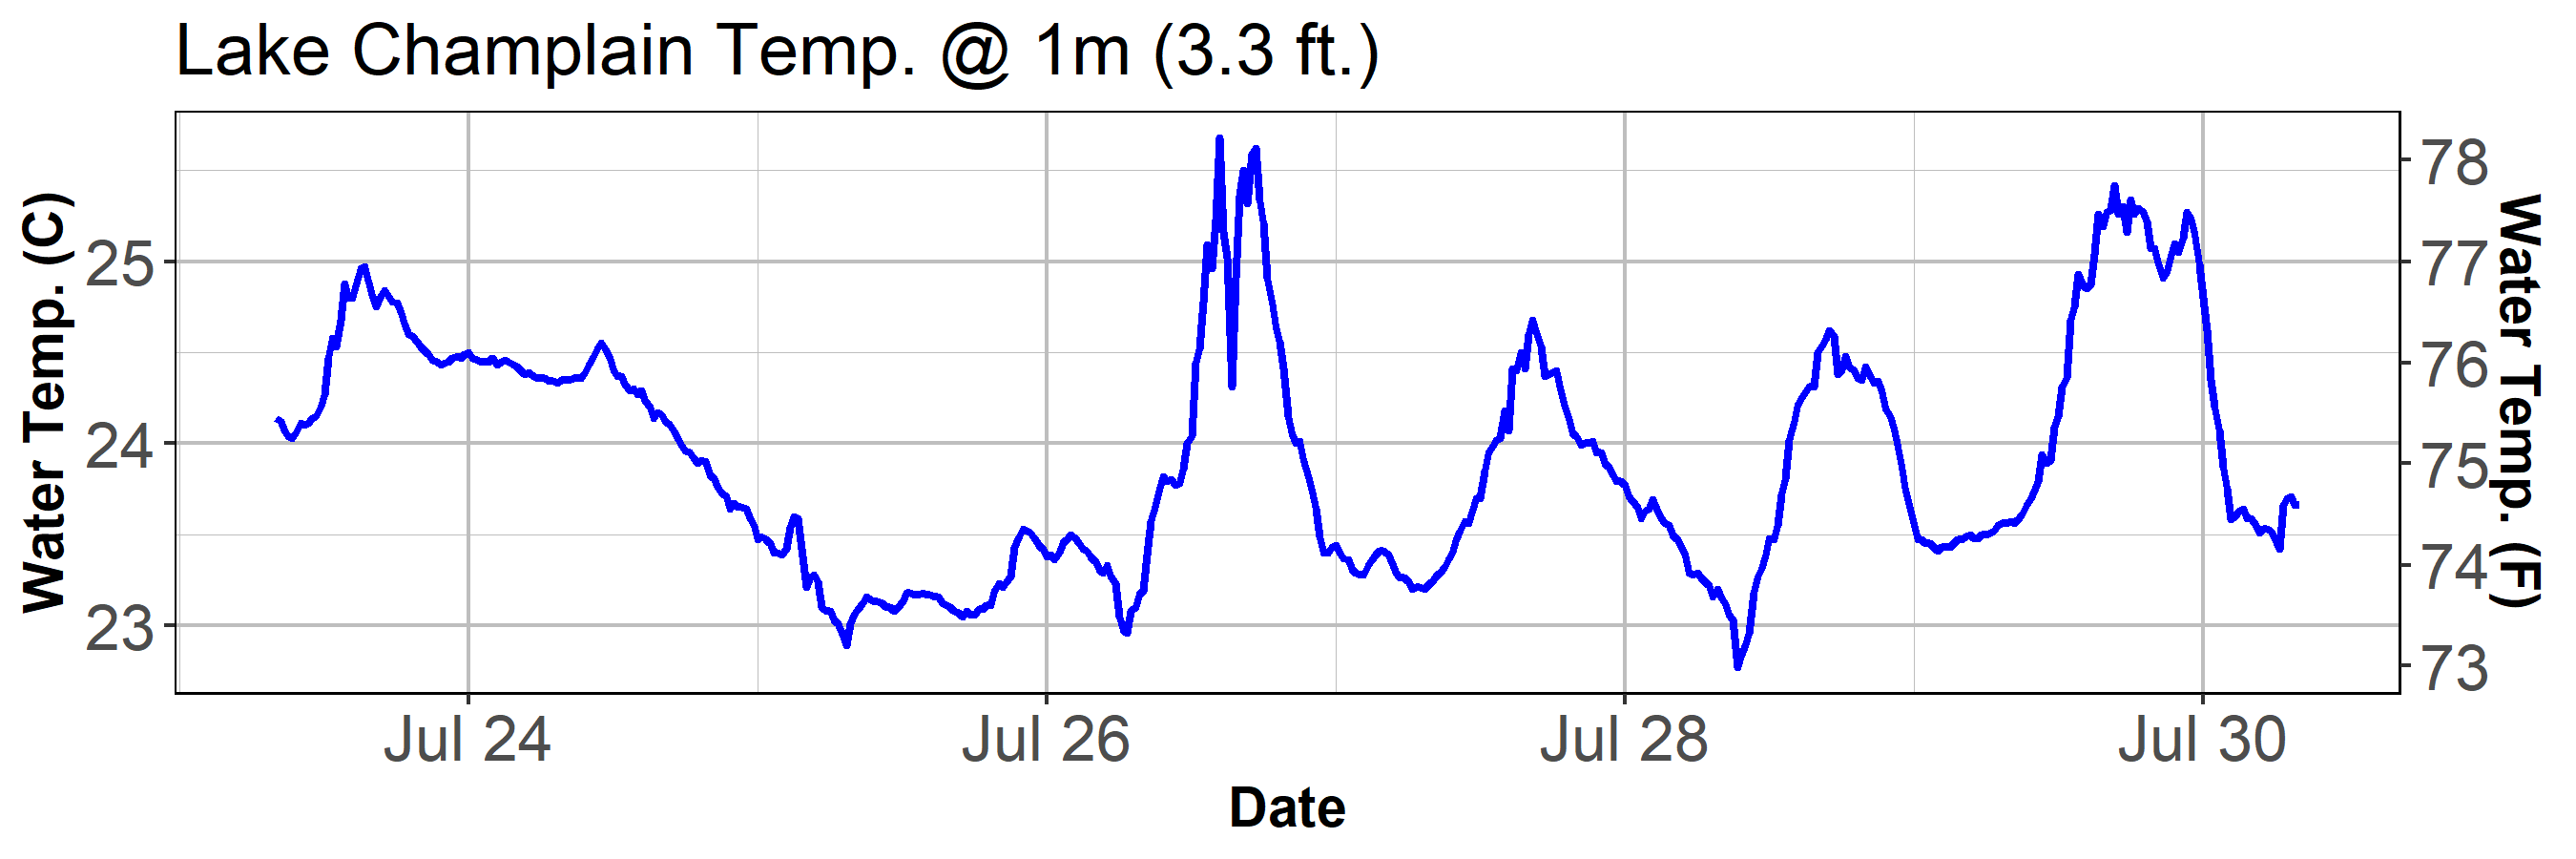 Lake Champlain Temp. @ 1m (3.3 ft.)
Water Temp. (C)
25
24
23
78
77
76
75
74
73
Water Temp. (F)
Jul 24 Jul 26 Jul 28 Jul 30
Date